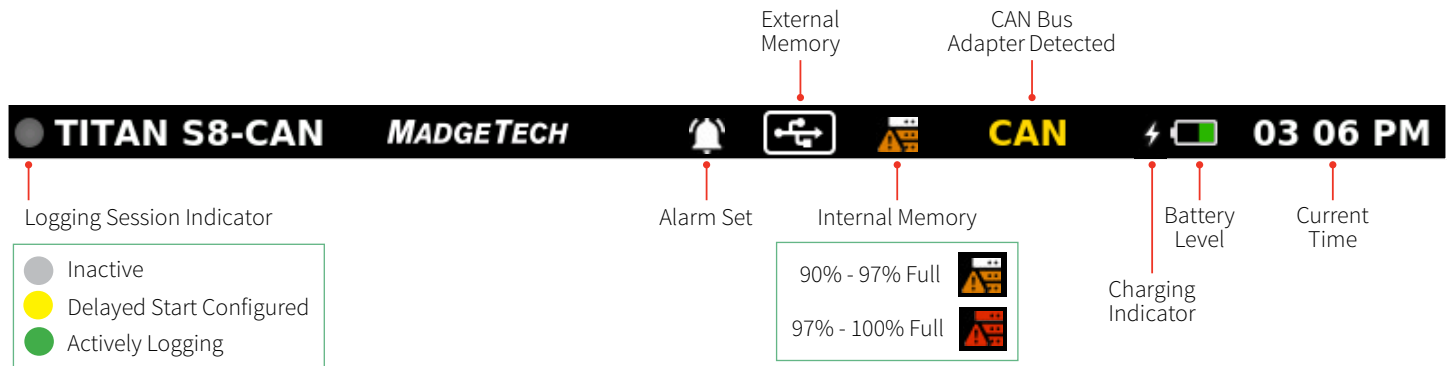 External
Memory
CAN Bus
Adapter Detected
TITAN S8-CAN MADGETECH CAN 03 06 PM
Logging Session Indicator
Alarm Set
Internal Memory
Battery
Level
Current
Time
Inactive
Delayed Start Configured
Actively Logging
90% - 97% Full
97% - 100% Full
Charging
Indicator